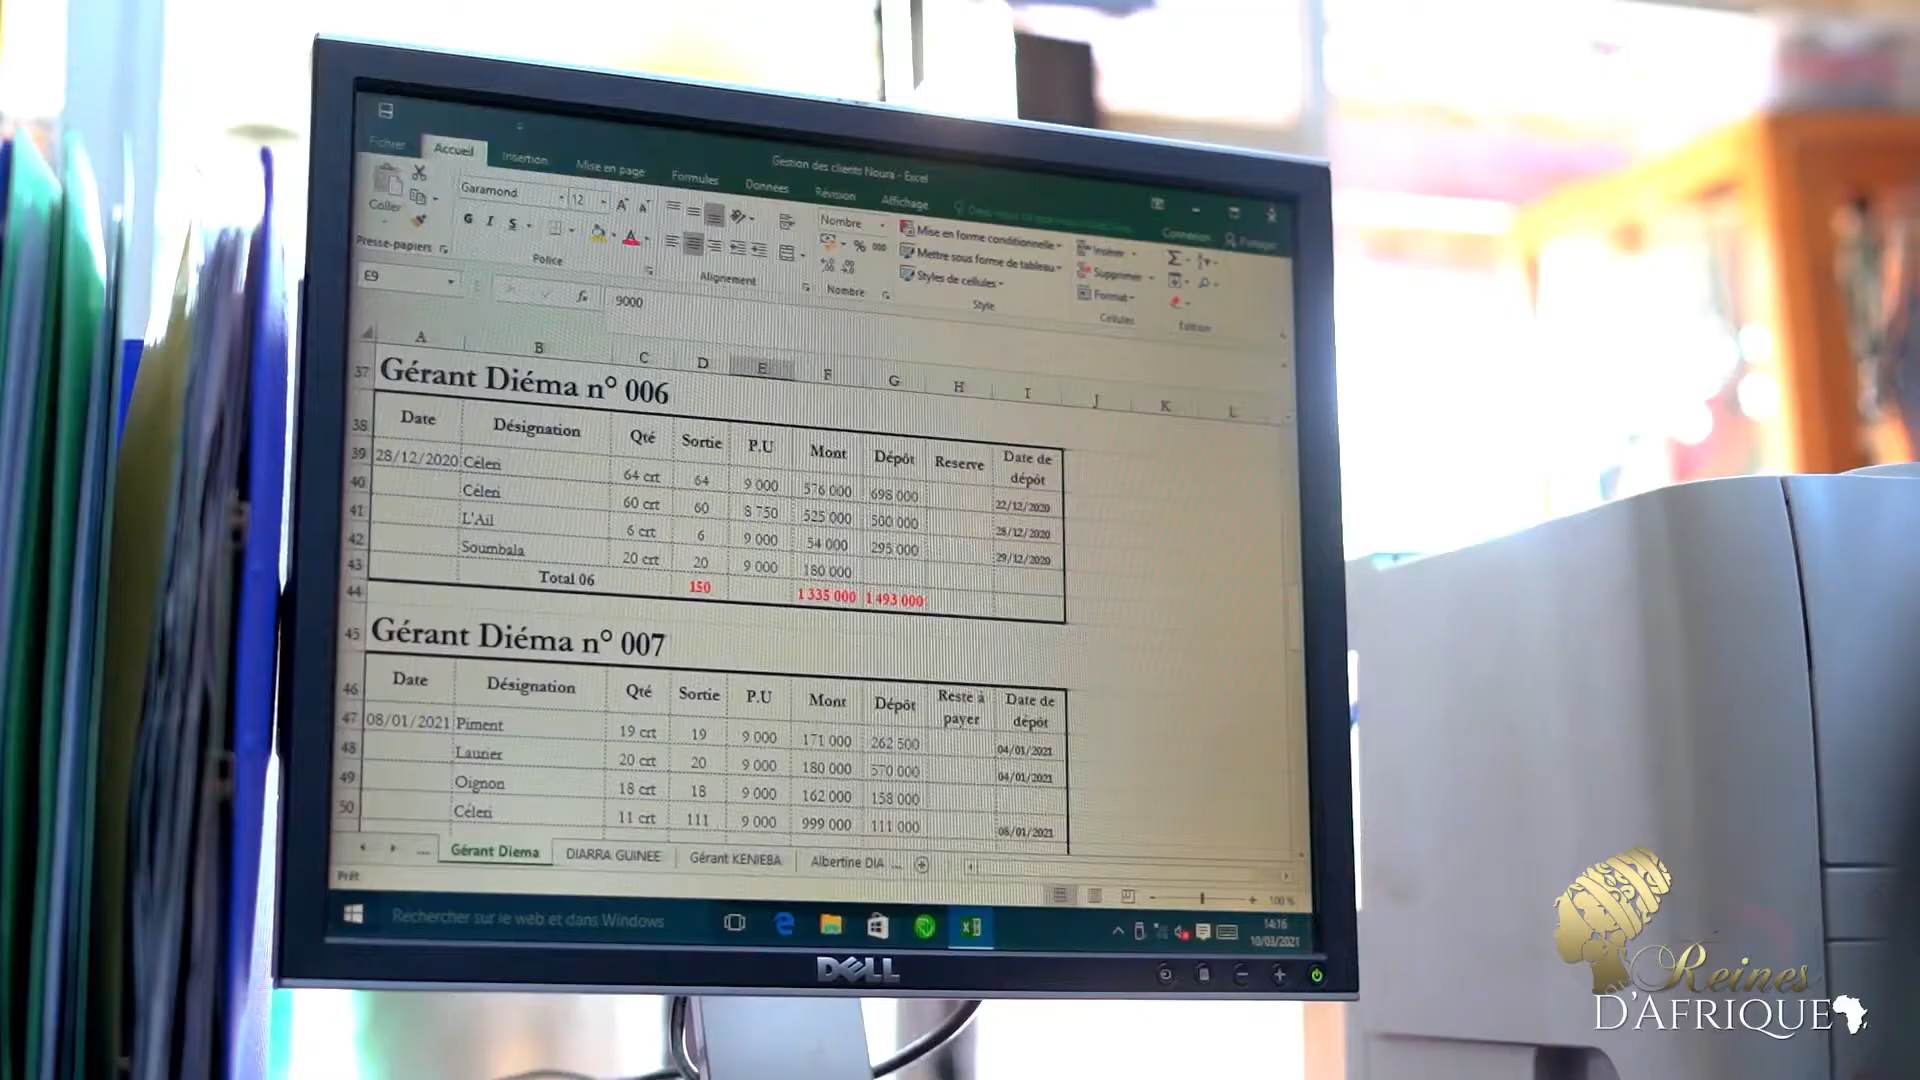 Gestion des clients Noura - Excel
Fichier Accueil Insertion Mise en page Formules Données Révision Affichage
Connexion Partager
Coller
Garamond 12
G I S
Nombre
% 000
Mise en forme conditionnelle
Mettre sous forme de tableau
Styles de cellules
Insérer
Supprimer
Format
Presse-papiers Police Alignement Nombre Style Cellules Édition
E9 fx 9000
A B C D E F G H I J K L
37 Gérant Diéma n° 006
38 Date Désignation Qté Sortie P.U Mont Dépôt Reserve Date de dépôt
39 28/12/2020 Céleri 64 crt 64 9 000 576 000 698 000 22/12/2020
40 Céleri 60 crt 60 8 750 525 000 500 000 28/12/2020
41 L'Ail 6 crt 6 9 000 54 000 295 000 29/12/2020
42 Soumbala 20 crt 20 9 000 180 000
43 Total 06 150 1 335 000 1 493 000
44
45 Gérant Diéma n° 007
46 Date Désignation Qté Sortie P.U Mont Dépôt Reste à payer Date de dépôt
47 08/01/2021 Piment 19 crt 19 9 000 171 000 262 500 04/01/2021
48 Laurier 20 crt 20 9 000 180 000 570 000 04/01/2021
49 Oignon 18 crt 18 9 000 162 000 158 000
50 Céleri 11 crt 111 9 000 999 000 111 000 08/01/2021
... Gérant Diema DIARRA GUINEE Gérant KENIEBA Albertine DIA ...
Prêt 100 %
Rechercher sur le web et dans Windows
14:16
10/03/2021
DELL
Reines
D'AFRIQUE